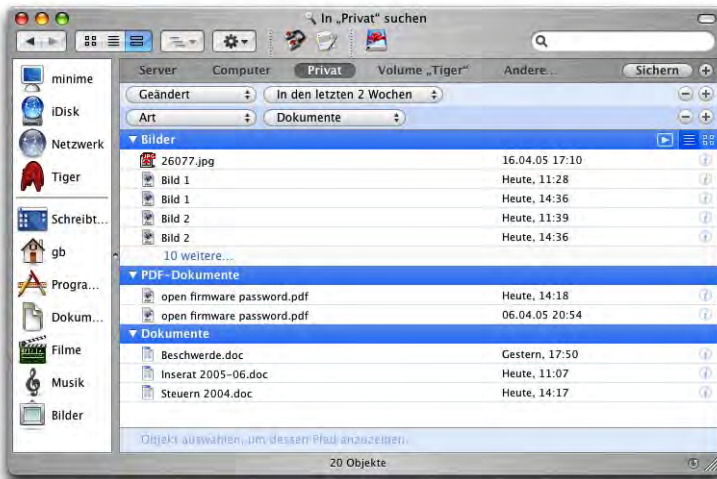 In „Privat“ suchen
minime
iDisk
Netzwerk
Tiger
Schreibt...
gb
Progra...
Dokum...
Filme
Musik
Bilder
Server Computer Privat Volume „Tiger“ Andere... Sichern
Geändert In den letzten 2 Wochen
Art Dokumente
Bilder
26077.jpg 16.04.05 17:10
Bild 1 Heute, 11:28
Bild 1 Heute, 14:36
Bild 2 Heute, 11:39
Bild 2 Heute, 14:36
10 weitere...
PDF-Dokumente
open firmware password.pdf Heute, 14:18
open firmware password.pdf 06.04.05 20:54
Dokumente
Beschwerde.doc Gestern, 17:50
Inserat 2005-06.doc Heute, 11:07
Steuern 2004.doc Heute, 14:17
Objekt auswählen, um dessen Pfad anzuzeigen.
20 Objekte